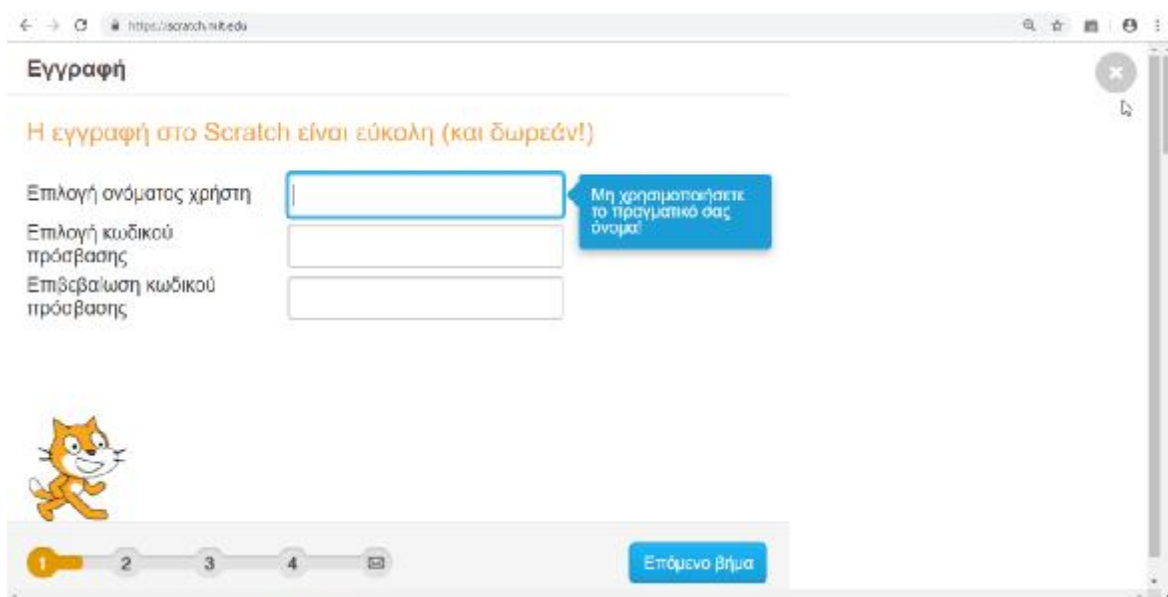 https://scratch.mit.edu
Εγγραφή
Η εγγραφή στο Scratch είναι εύκολη (και δωρεάν!)
Επιλογή ονόματος χρήστη
Μη χρησιμοποιήσετε
το πραγματικό σας
όνομα!
Επιλογή κωδικού
πρόσβασης
Επιβεβαίωση κωδικού
πρόσβασης
1 2 3 4
Επόμενο βήμα